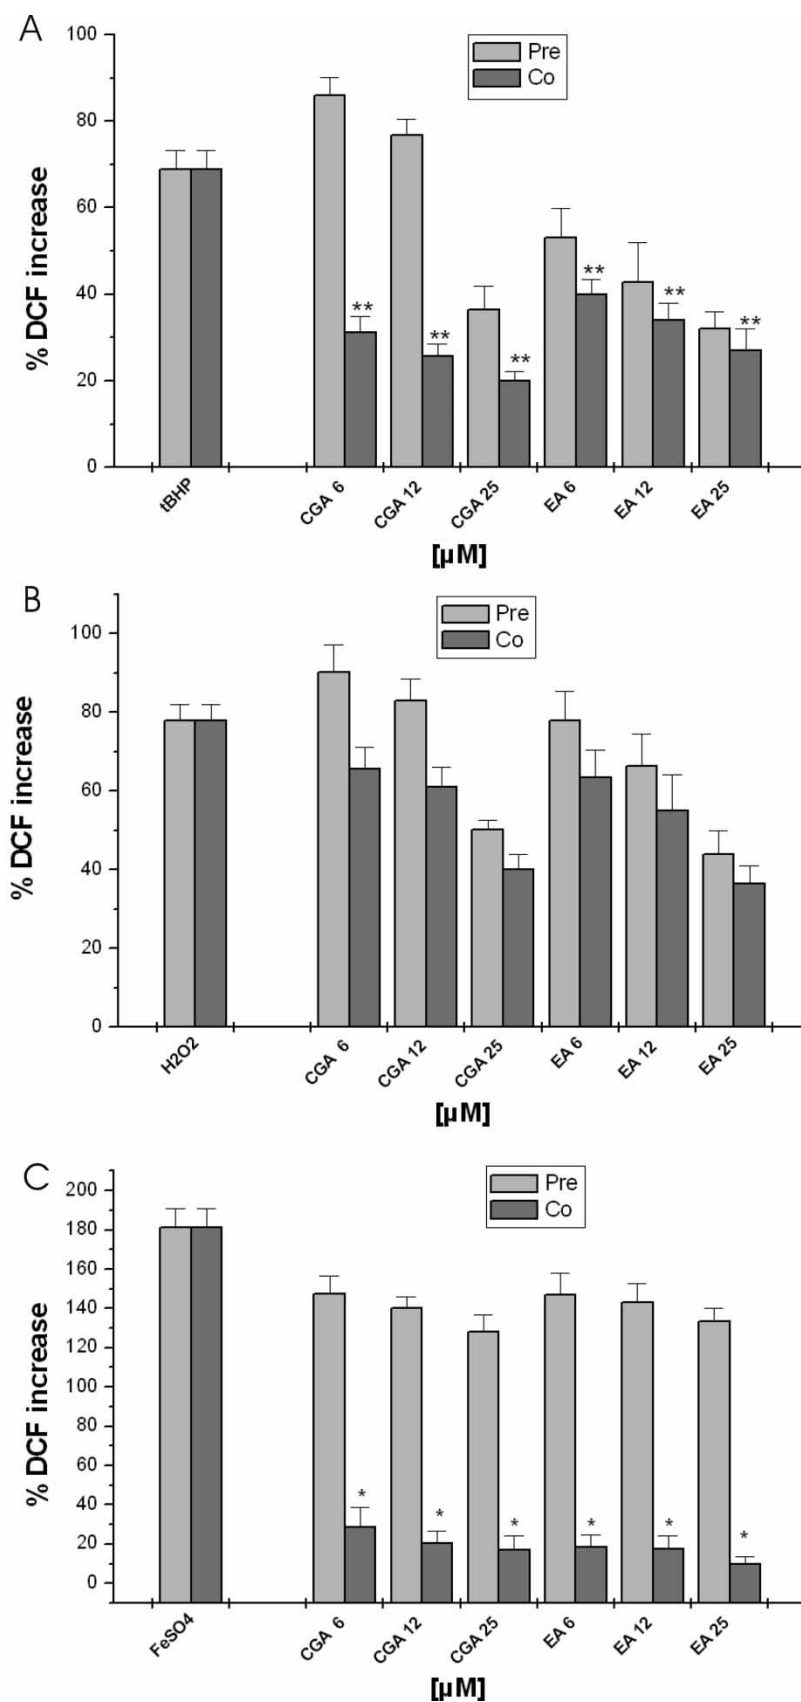 A
Pre
Co
100
80
60
40
20
0
% DCF increase
** ** ** ** ** **
tBHP CGA 6 CGA 12 CGA 25 EA 6 EA 12 EA 25
[µM]
B
Pre
Co
100
80
60
40
20
0
% DCF increase
H2O2 CGA 6 CGA 12 CGA 25 EA 6 EA 12 EA 25
[µM]
C
Pre
Co
200
180
160
140
120
100
80
60
40
20
0
% DCF increase
* * * * * *
FeSO4 CGA 6 CGA 12 CGA 25 EA 6 EA 12 EA 25
[µM]